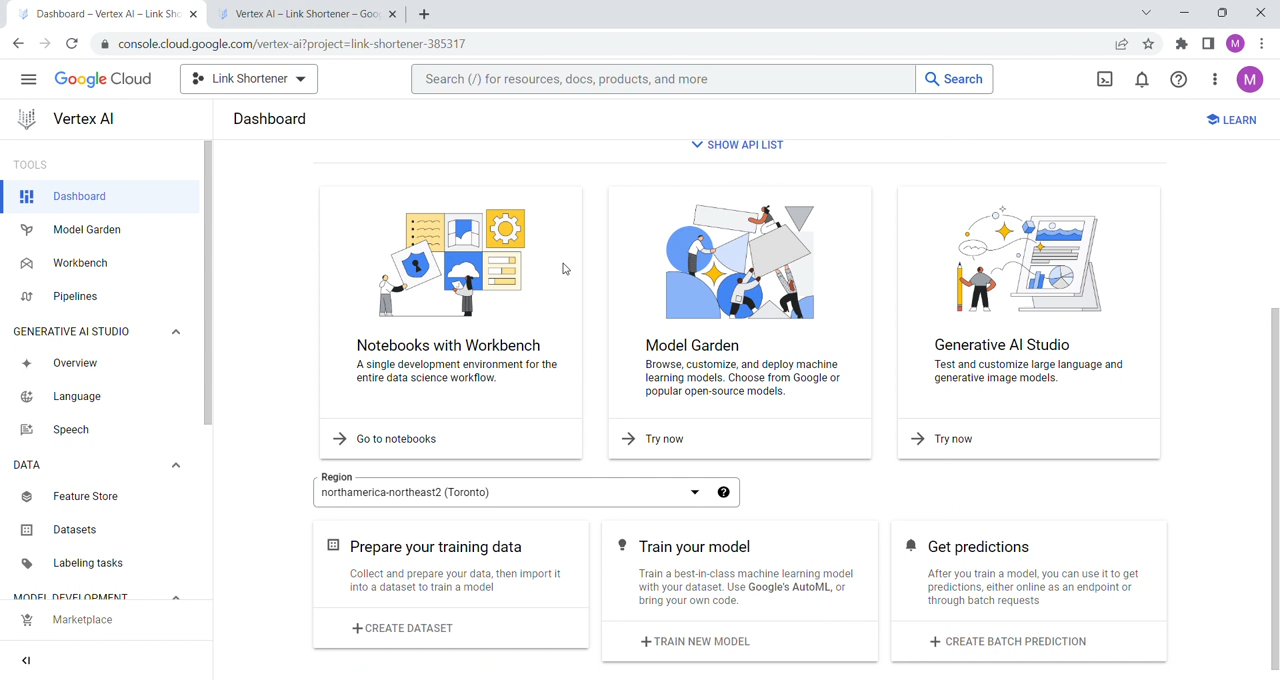 Dashboard – Vertex AI – Link Sho
Vertex AI – Link Shortener – Goo
console.cloud.google.com/vertex-ai?project=link-shortener-385317
M
Google Cloud
Link Shortener
Search (/) for resources, docs, products, and more
Search
M
Vertex AI
Dashboard
LEARN
TOOLS
Dashboard
Model Garden
Workbench
Pipelines
GENERATIVE AI STUDIO
Overview
Language
Speech
DATA
Feature Store
Datasets
Labeling tasks
MODEL DEVELOPMENT
Marketplace
SHOW API LIST
Notebooks with Workbench
A single development environment for the
entire data science workflow.
Go to notebooks
Model Garden
Browse, customize, and deploy machine
learning models. Choose from Google or
popular open-source models.
Try now
Generative AI Studio
Test and customize large language and
generative image models.
Try now
Region
northamerica-northeast2 (Toronto)
Prepare your training data
Collect and prepare your data, then import it
into a dataset to train a model
CREATE DATASET
Train your model
Train a best-in-class machine learning model
with your dataset. Use Google's AutoML, or
bring your own code.
TRAIN NEW MODEL
Get predictions
After you train a model, you can use it to get
predictions, either online as an endpoint or
through batch requests
CREATE BATCH PREDICTION